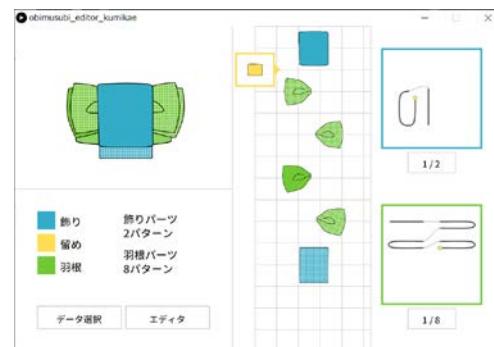 obimusubi_editor_kumikae
飾り
留め
羽根
飾りパーツ
2パターン
羽根パーツ
8パターン
データ選択
エディタ
1/2
1/8